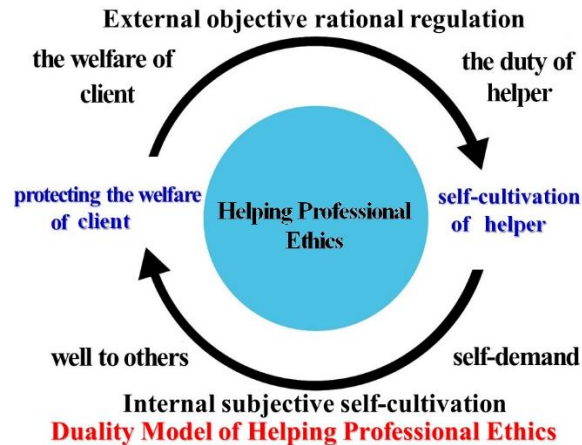 External objective rational regulation
the welfare of
client
the duty of
helper
protecting the welfare
of client
Helping Professional
Ethics
self-cultivation
of helper
well to others
self-demand
Internal subjective self-cultivation
Duality Model of Helping Professional Ethics